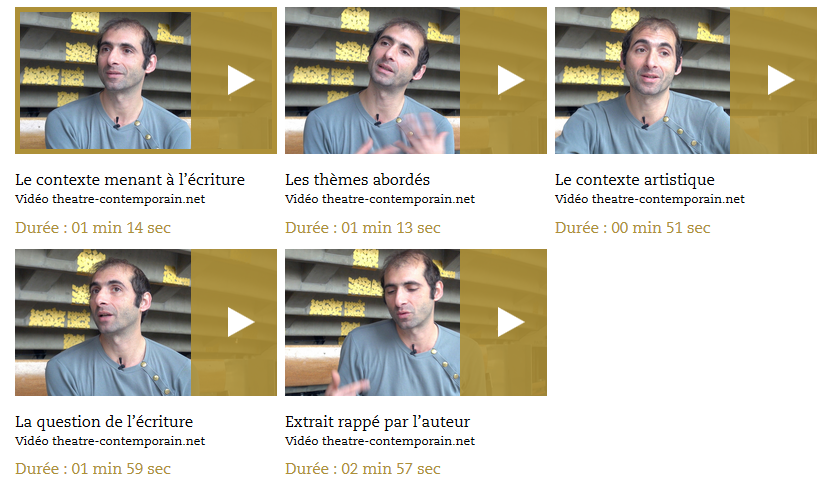 Le contexte menant à l'écriture
Vidéo theatre-contemporain.net
Durée : 01 min 14 sec
Les thèmes abordés
Vidéo theatre-contemporain.net
Durée : 01 min 13 sec
Le contexte artistique
Vidéo theatre-contemporain.net
Durée : 00 min 51 sec
La question de l'écriture
Vidéo theatre-contemporain.net
Durée : 01 min 59 sec
Extrait rappé par l'auteur
Vidéo theatre-contemporain.net
Durée : 02 min 57 sec